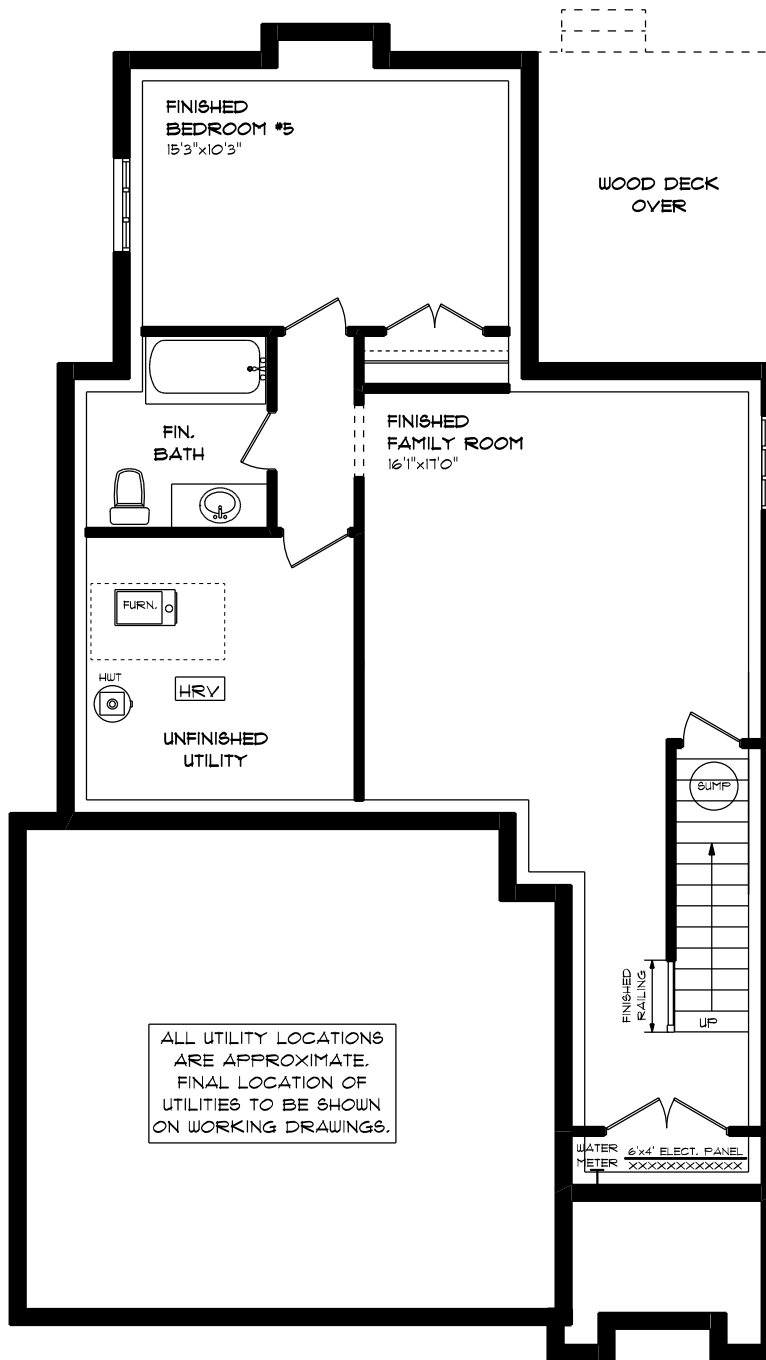 FINISHED
BEDROOM #5
15'3"x10'3"
WOOD DECK
OVER
FIN.
BATH
FINISHED
FAMILY ROOM
16'1"x17'0"
FURN.
HWT
HRV
UNFINISHED
UTILITY
SUMP
FINISHED
RAILING
UP
ALL UTILITY LOCATIONS
ARE APPROXIMATE.
FINAL LOCATION OF
UTILITIES TO BE SHOWN
ON WORKING DRAWINGS.
WATER
METER
6'x4' ELECT. PANEL
XXXXXXXXXXXX